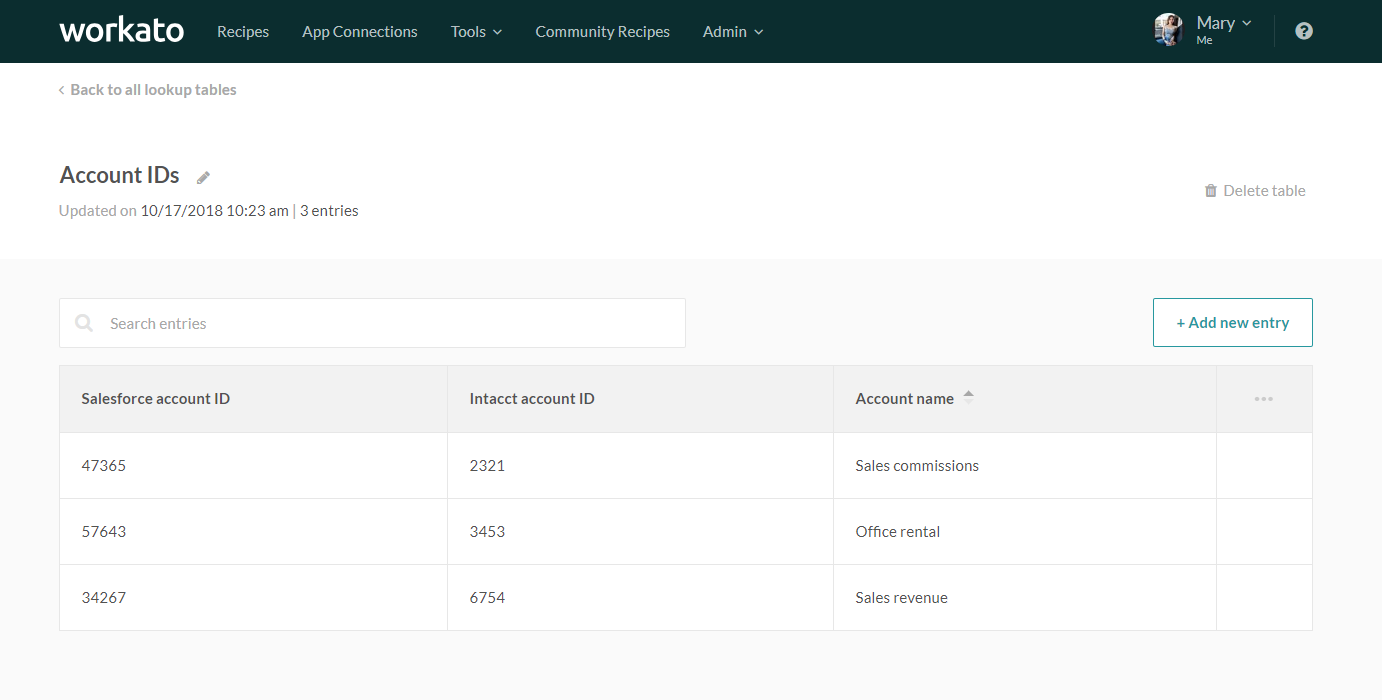 workato Recipes App Connections Tools Community Recipes Admin Mary
Me
Back to all lookup tables
Account IDs
Delete table
Updated on 10/17/2018 10:23 am | 3 entries
Search entries
+ Add new entry
Salesforce account ID Intacct account ID Account name
47365 2321 Sales commissions
57643 3453 Office rental
34267 6754 Sales revenue